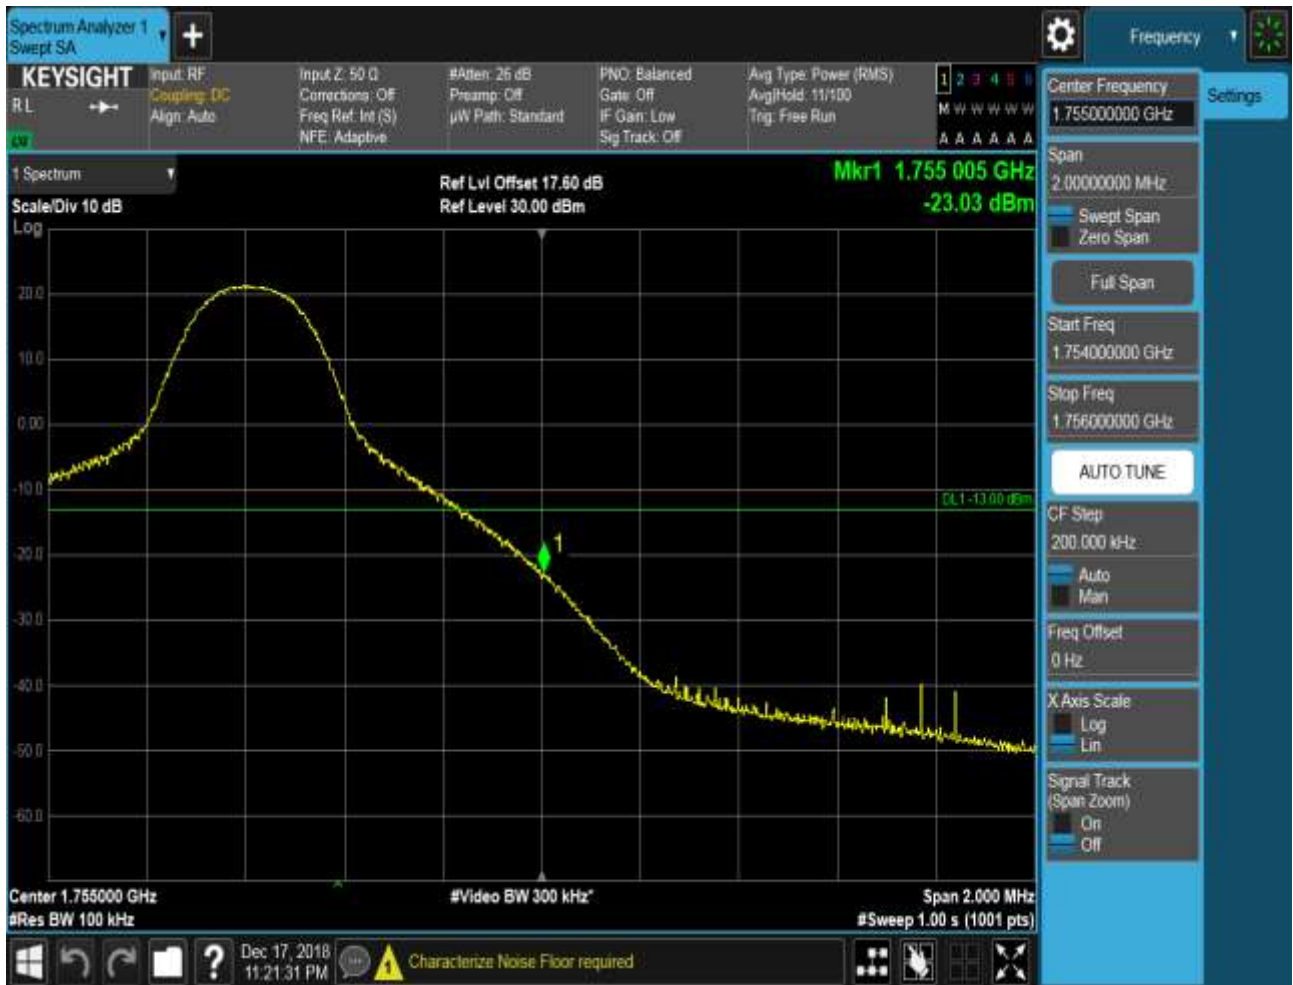 Spectrum Analyzer 1
Swept SA
Frequency
KEYSIGHT
R L
Input: RF
Coupling: DC
Align: Auto
Input Z: 50 Ω
Corrections: Off
Freq Ref: Int (S)
NFE: Adaptive
#Atten: 26 dB
Preamp: Off
µW Path: Standard
PNO: Balanced
Gate: Off
IF Gain: Low
Sig Track: Off
Avg Type: Power (RMS)
Avg|Hold: 11/100
Trig: Free Run
1 2 3 4 5 6
M W W W W W
A A A A A A
1 Spectrum
Scale/Div 10 dB
Log
Ref Lvl Offset 17.60 dB
Ref Level 30.00 dBm
Mkr1 1.755 005 GHz
-23.03 dBm
20.0
10.0
0.00
-10.0
-20.0
-30.0
-40.0
-50.0
-60.0
DL1 -13.00 dBm
1
Center 1.755000 GHz
#Res BW 100 kHz
#Video BW 300 kHz*
Span 2.000 MHz
#Sweep 1.00 s (1001 pts)
Center Frequency
1.755000000 GHz
Settings
Span
2.00000000 MHz
Swept Span
Zero Span
Full Span
Start Freq
1.754000000 GHz
Stop Freq
1.756000000 GHz
AUTO TUNE
CF Step
200.000 kHz
Auto
Man
Freq Offset
0 Hz
X Axis Scale
Log
Lin
Signal Track
(Span Zoom)
On
Off
?
Dec 17, 2018
11:21:31 PM
1
Characterize Noise Floor required